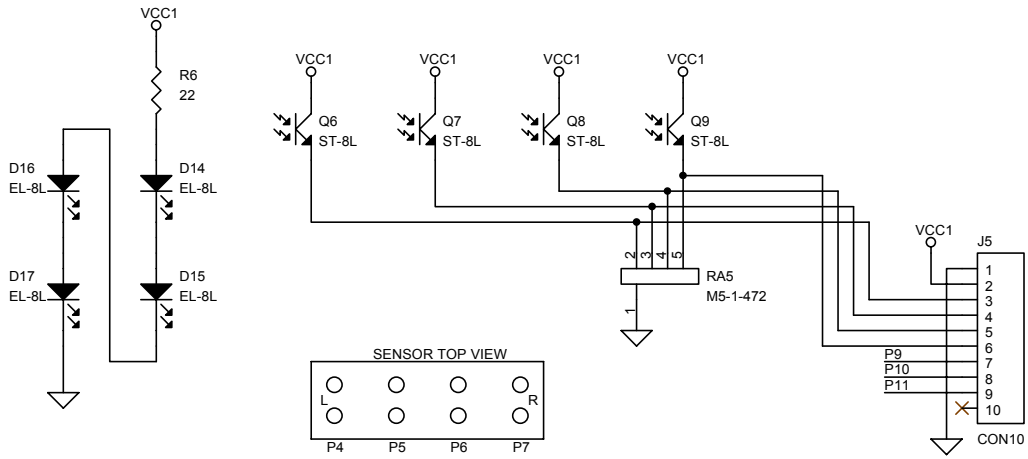 VCC1
R6
22
D16
EL-8L
D14
EL-8L
D17
EL-8L
D15
EL-8L
VCC1
Q6
ST-8L
VCC1
Q7
ST-8L
VCC1
Q8
ST-8L
VCC1
Q9
ST-8L
2
3
4
5
1
RA5
M5-1-472
VCC1
J5
1
2
3
4
5
6
7
8
9
10
P9
P10
P11
CON10
SENSOR TOP VIEW
L
R
P4
P5
P6
P7